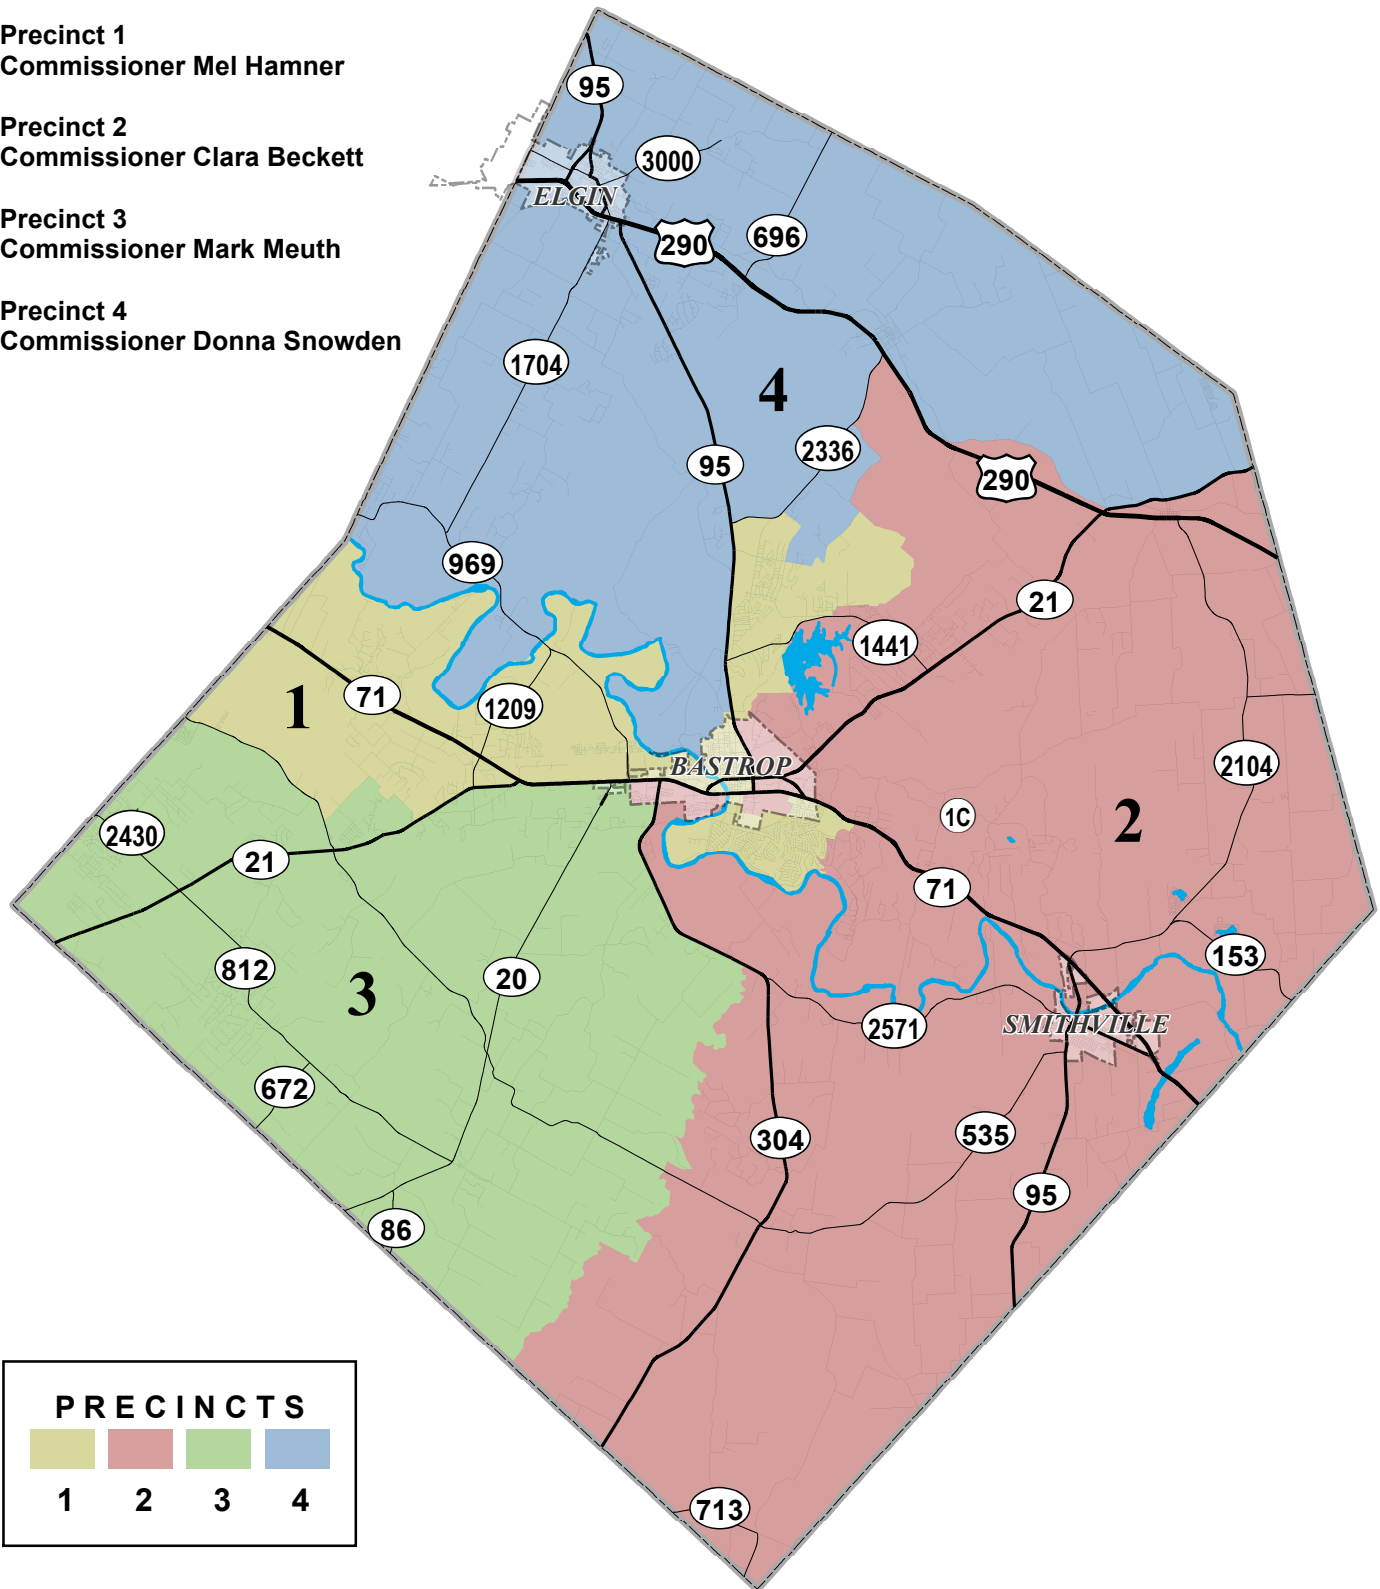 Precinct 1
Commissioner Mel Hamner
Precinct 2
Commissioner Clara Beckett
Precinct 3
Commissioner Mark Meuth
Precinct 4
Commissioner Donna Snowden
95
3000
ELGIN
290
696
1704
4
95
2336
290
969
21
1441
1
71
1209
BASTROP
2104
2430
1C
2
21
71
812
3
20
153
2571
SMITHVILLE
672
304
535
95
86
PRECINCTS
1 2 3 4
713